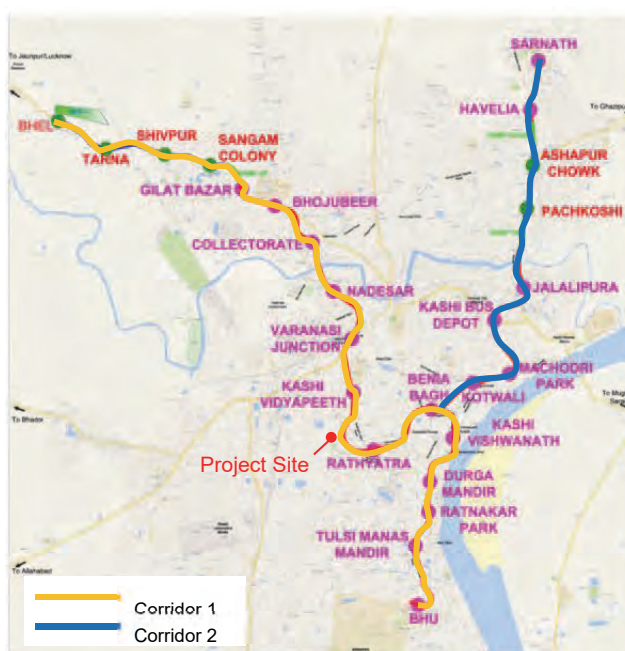 To Jaunpur/Lucknow
SARNATH
HAVELIA
To Ghazipur
BHEL
TARNA
SHIVPUR
SANGAM
COLONY
ASHAPUR
CHOWK
GILAT BAZAR
BHOJUBEER
PACHKOSHI
COLLECTORATE
NADESAR
JALALIPURA
KASHI BUS
DEPOT
VARANASI
JUNCTION
MACHODRI
PARK
BENIA
BAGH
KOTWALI
KASHI
VIDYAPEETH
To Bhadoi
KASHI
VISHWANATH
Project Site
RATHYATRA
DURGA
MANDIR
RATNAKAR
PARK
TULSI MANAS
MANDIR
To Allahabad
BHU
Corridor 1
Corridor 2